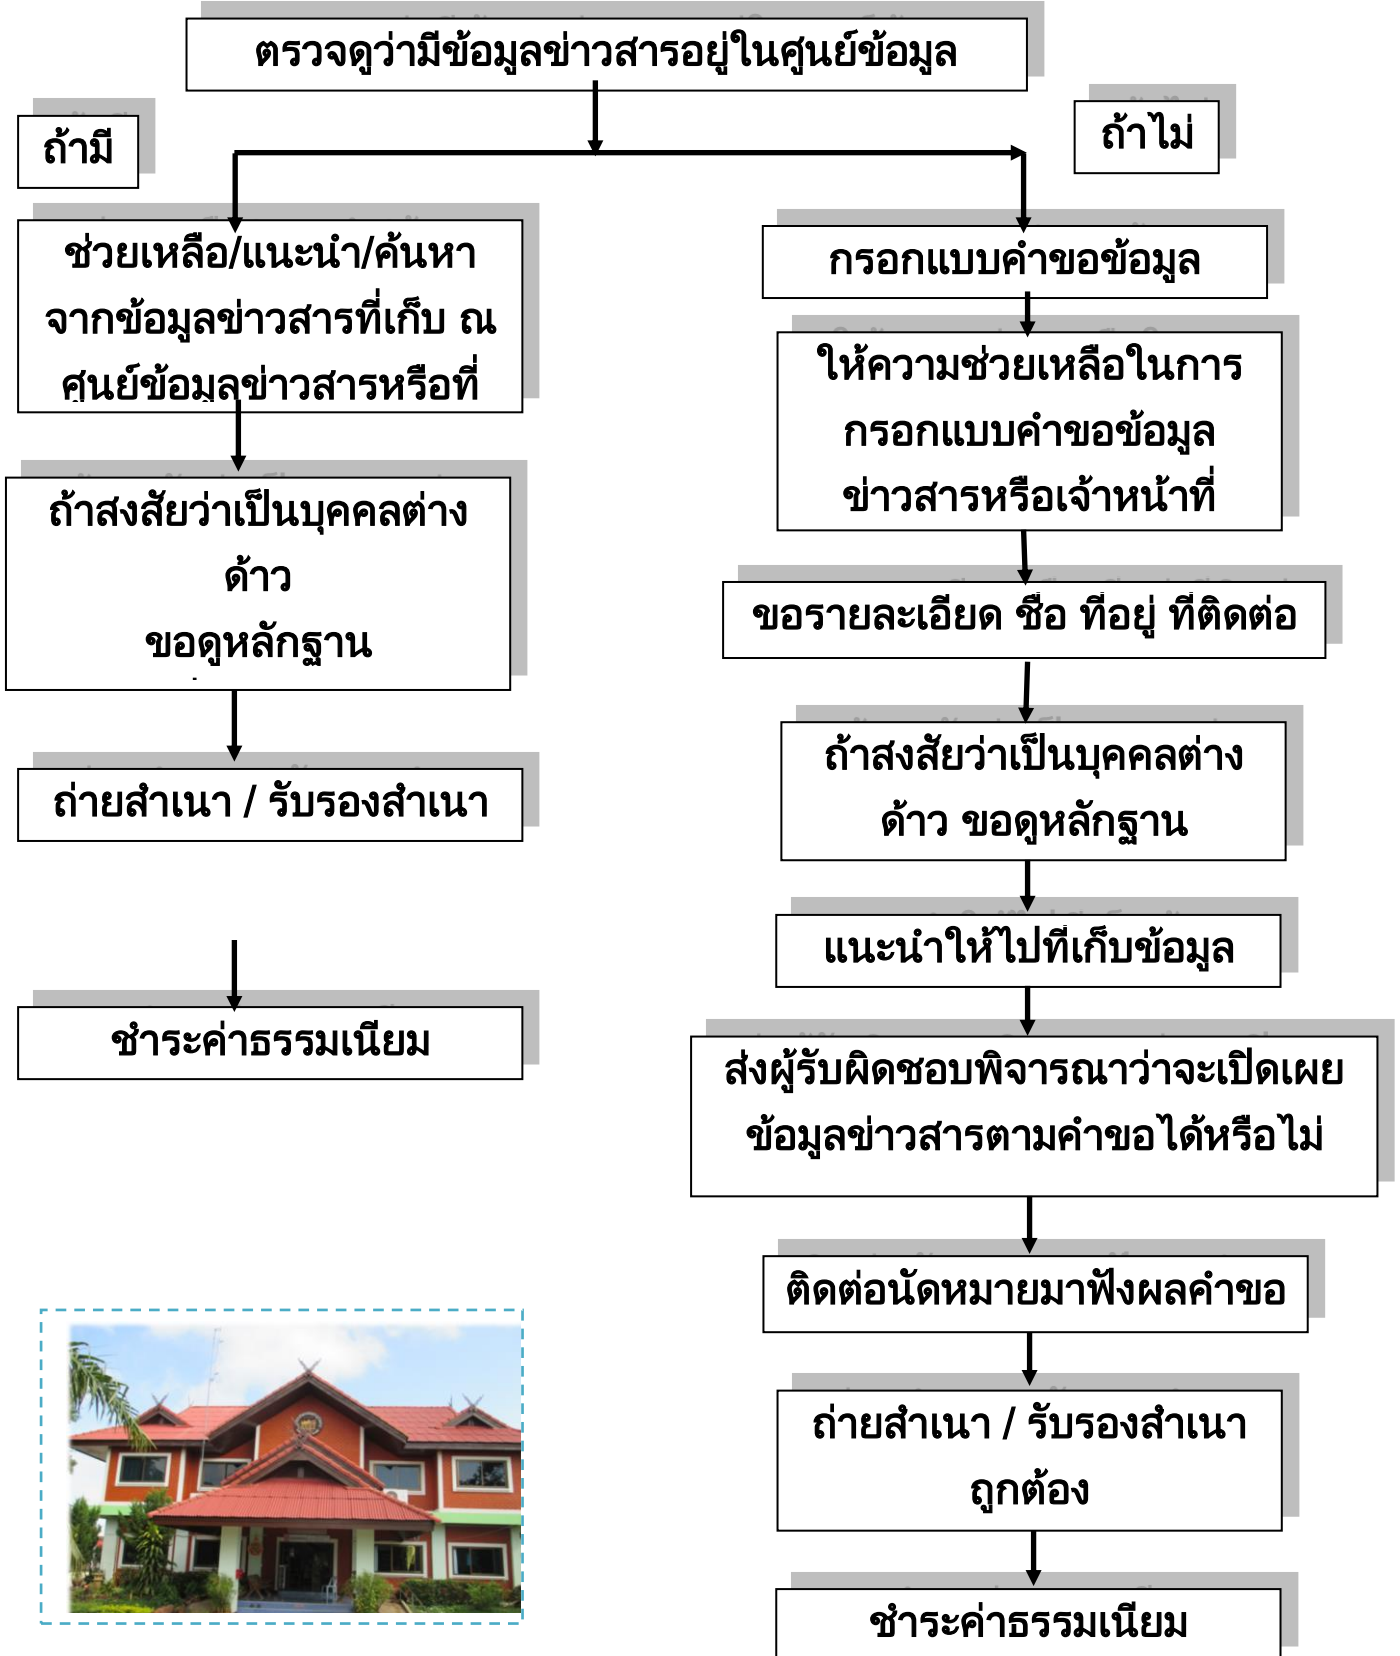 ตรวจดูว่ามีข้อมูลข่าวสารอยู่ในศูนย์ข้อมูล
ถ้ามี
ถ้าไม่
ช่วยเหลือ/แนะนำ/ค้นหา
จากข้อมูลข่าวสารที่เก็บ ณ
ศูนย์ข้อมูลข่าวสารหรือที่
ถ้าสงสัยว่าเป็นบุคคลต่าง
ด้าว
ขอดูหลักฐาน
ถ่ายสำเนา / รับรองสำเนา
ชำระค่าธรรมเนียม
กรอกแบบคำขอข้อมูล
ให้ความช่วยเหลือในการ
กรอกแบบคำขอข้อมูล
ข่าวสารหรือเจ้าหน้าที่
ขอรายละเอียด ชื่อ ที่อยู่ ที่ติดต่อ
ถ้าสงสัยว่าเป็นบุคคลต่าง
ด้าว ขอดูหลักฐาน
แนะนำให้ไปที่เก็บข้อมูล
ส่งผู้รับผิดชอบพิจารณาว่าจะเปิดเผย
ข้อมูลข่าวสารตามคำขอได้หรือไม่
ติดต่อนัดหมายมาฟังผลคำขอ
ถ่ายสำเนา / รับรองสำเนา
ถูกต้อง
ชำระค่าธรรมเนียม